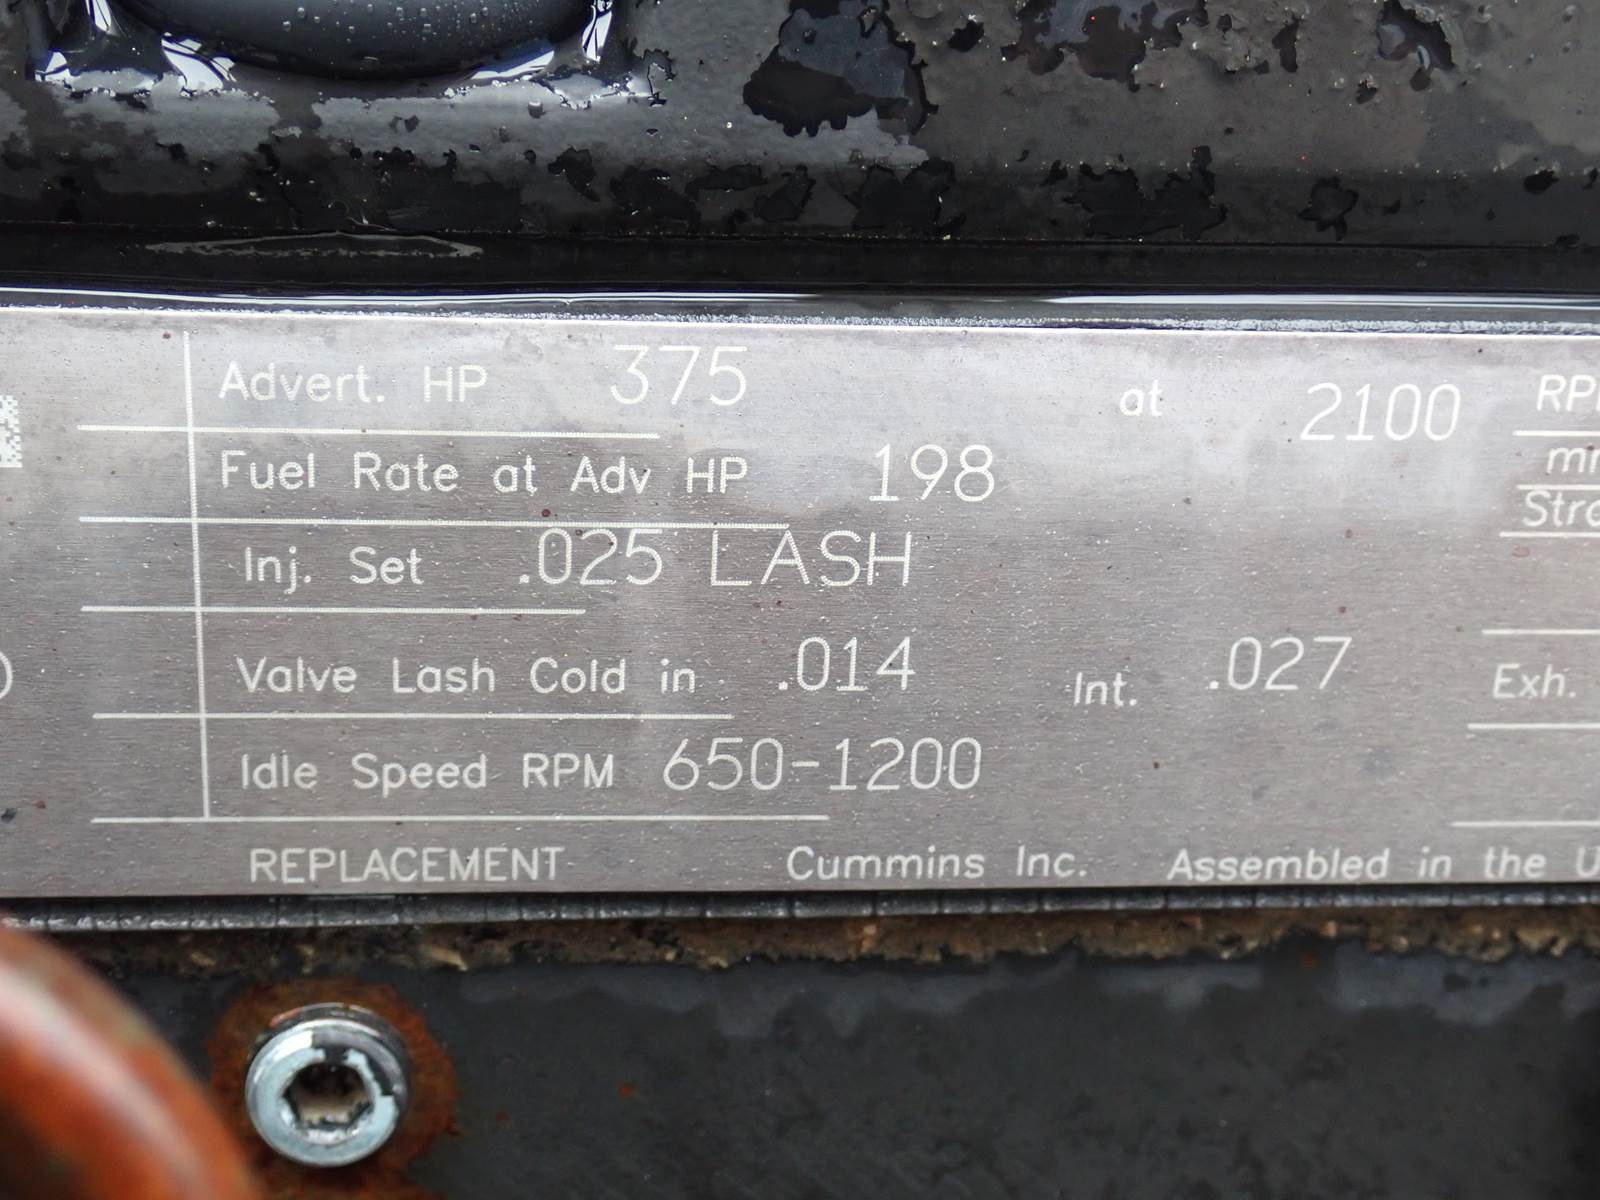 Advert. HP 375 at 2100
Fuel Rate at Adv HP 198
Inj. Set .025 LASH
Valve Lash Cold in .014 Int. .027 Exh.
Idle Speed RPM 650-1200
REPLACEMENT Cummins Inc. Assembled in the